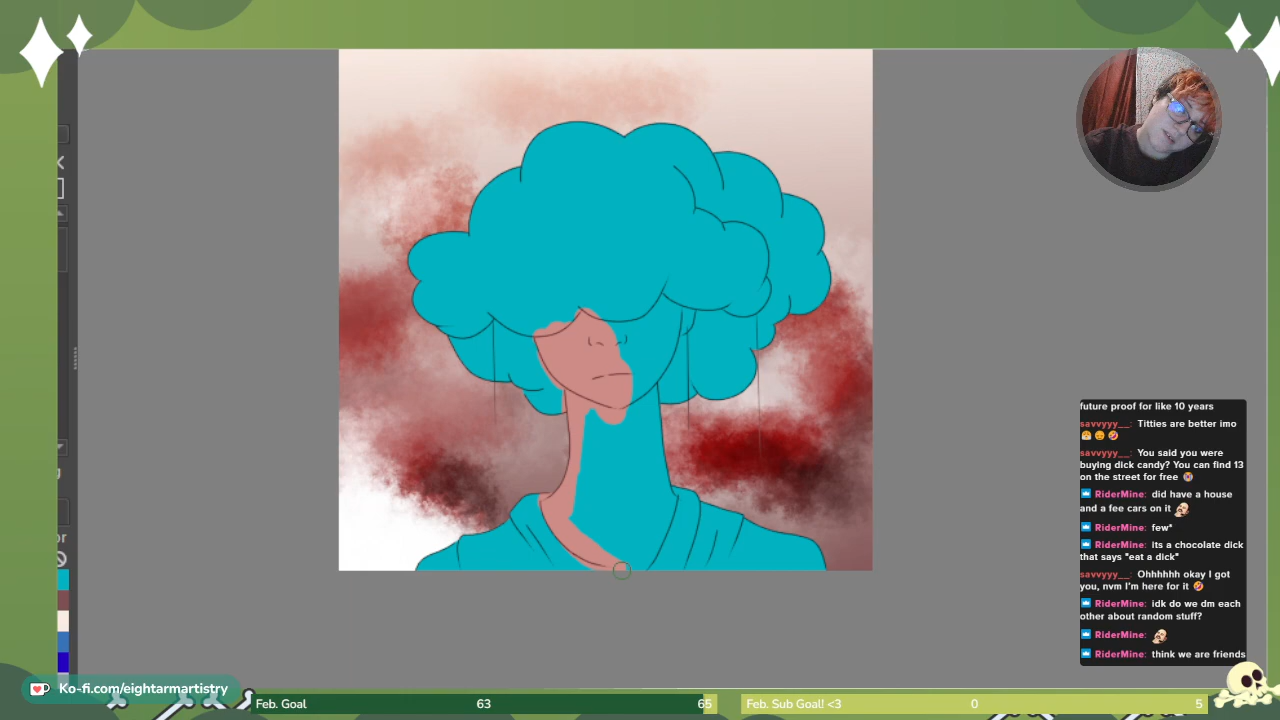 future proof for like 10 years
savvyyy__: Titties are better imo
😤 😊 🤣
savvyyy__: You said you were
buying dick candy? You can find 13
on the street for free
RiderMine: did have a house
and a fee cars on it
RiderMine: few*
RiderMine: Its a chocolate dick
that says "eat a dick"
savvyyy__: Ohhhhhh okay I got
you, nvm I'm here for it 🤣
RiderMine: idk do we dm each
other about random stuff?
RiderMine:
RiderMine: think we are friends
or
Ko-fi.com/eightarmartistry
Feb. Goal 63 65
Feb. Sub Goal! <3 0 5